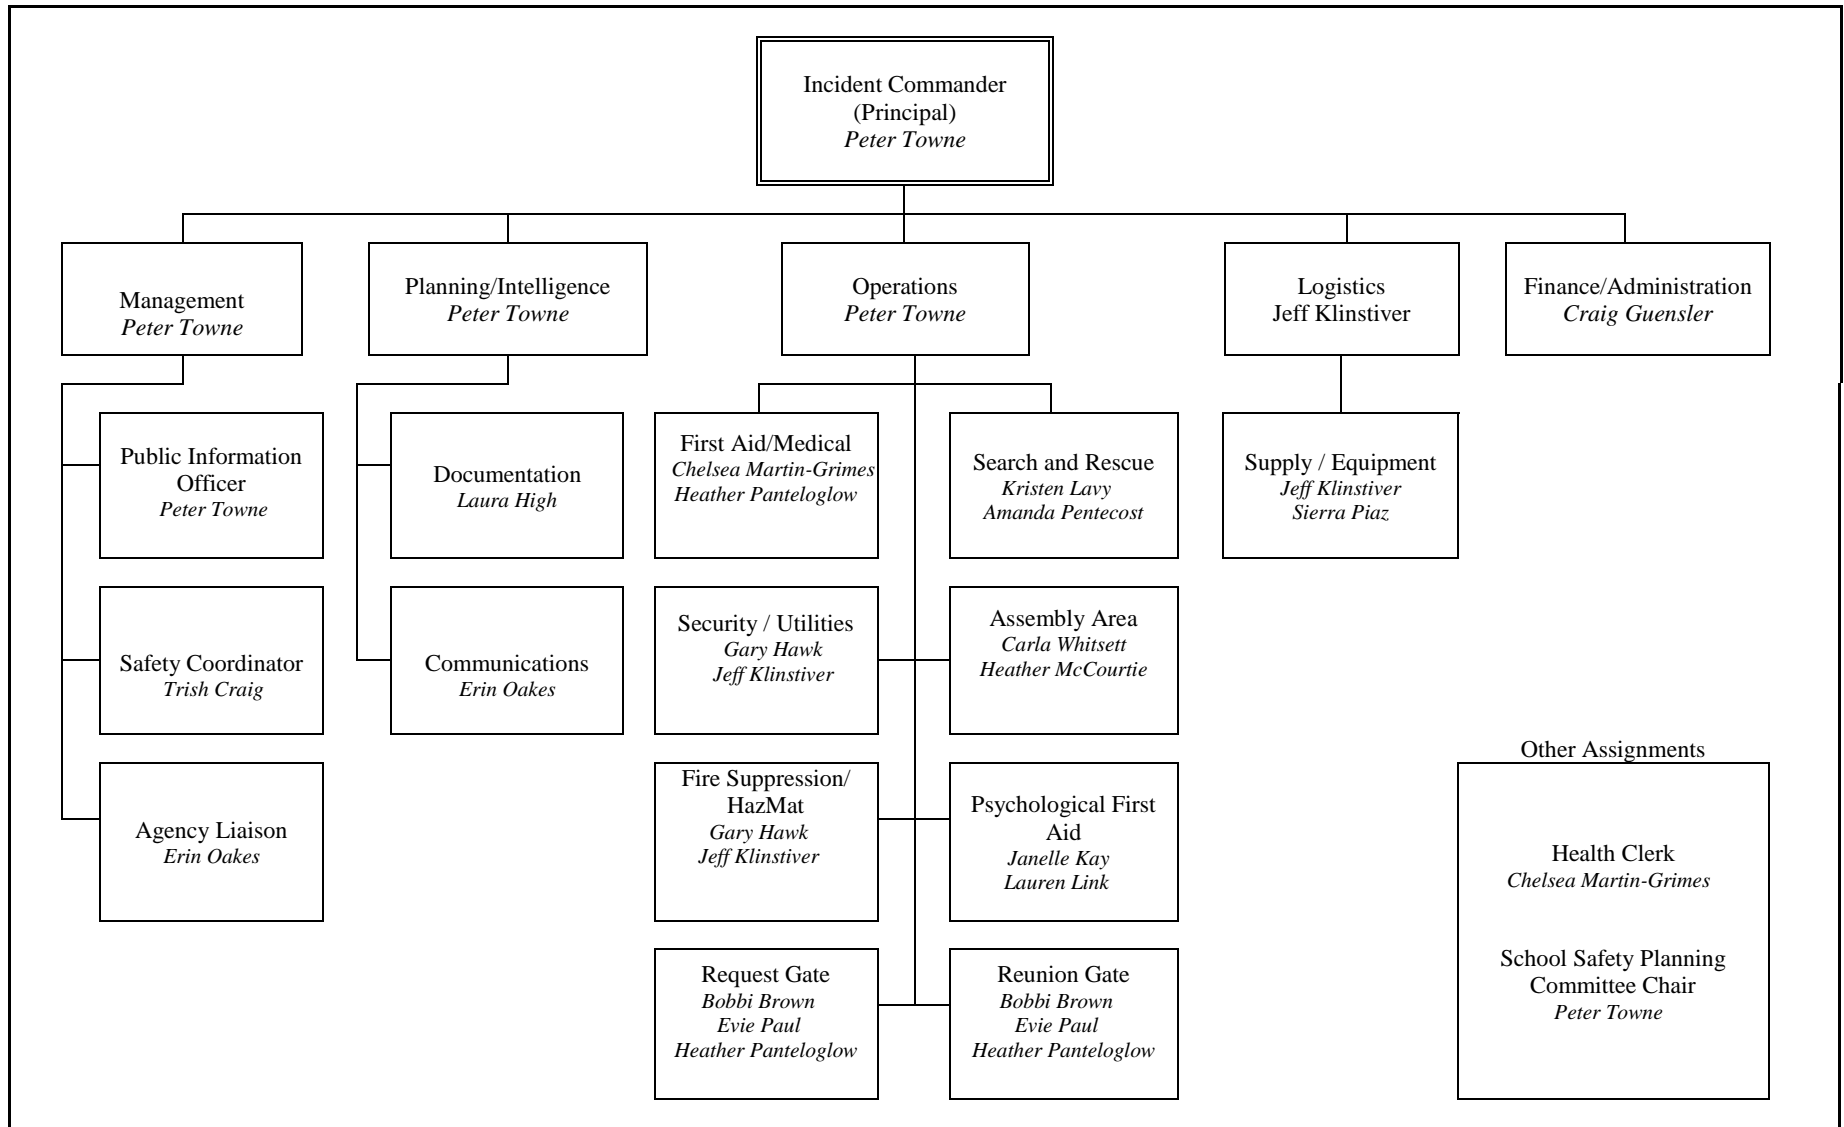 Incident Commander
(Principal)
Peter Towne
Management
Peter Towne
Planning/Intelligence
Peter Towne
Operations
Peter Towne
Logistics
Jeff Klinstiver
Finance/Administration
Craig Guensler
Public Information
Officer
Peter Towne
Documentation
Laura High
First Aid/Medical
Chelsea Martin-Grimes
Heather Panteloglow
Search and Rescue
Kristen Lavy
Amanda Pentecost
Supply / Equipment
Jeff Klinstiver
Sierra Piaz
Safety Coordinator
Trish Craig
Communications
Erin Oakes
Security / Utilities
Gary Hawk
Jeff Klinstiver
Assembly Area
Carla Whitsett
Heather McCourtie
Agency Liaison
Erin Oakes
Fire Suppression/
HazMat
Gary Hawk
Jeff Klinstiver
Psychological First
Aid
Janelle Kay
Lauren Link
Request Gate
Bobbi Brown
Evie Paul
Heather Panteloglow
Reunion Gate
Bobbi Brown
Evie Paul
Heather Panteloglow
Other Assignments
Health Clerk
Chelsea Martin-Grimes
School Safety Planning
Committee Chair
Peter Towne